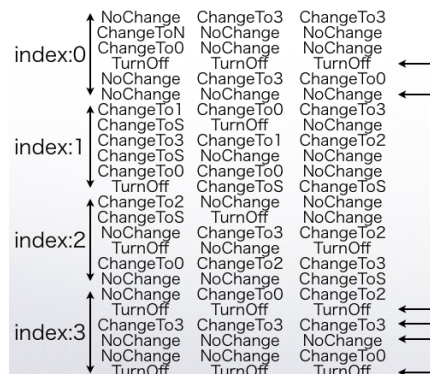 NoChange ChangeTo3 ChangeTo3
ChangeToN NoChange NoChange
ChangeTo0 NoChange NoChange
index:0
TurnOff TurnOff TurnOff
NoChange ChangeTo3 ChangeTo0
NoChange NoChange NoChange
ChangeTo1 ChangeTo0 ChangeTo3
ChangeToS TurnOff NoChange
index:1 ChangeTo3 ChangeTo1 ChangeTo2
ChangeToS NoChange NoChange
ChangeTo0 ChangeTo0 NoChange
TurnOff ChangeToS ChangeToS
ChangeTo2 NoChange NoChange
ChangeToS TurnOff NoChange
index:2 NoChange ChangeTo3 ChangeTo2
TurnOff NoChange TurnOff
ChangeTo0 ChangeTo2 ChangeTo3
NoChange NoChange ChangeToS
NoChange ChangeTo0 ChangeTo2
TurnOff TurnOff TurnOff
index:3 ChangeTo3 ChangeTo3 ChangeTo3
NoChange NoChange NoChange
NoChange NoChange ChangeTo0
TurnOff TurnOff TurnOff